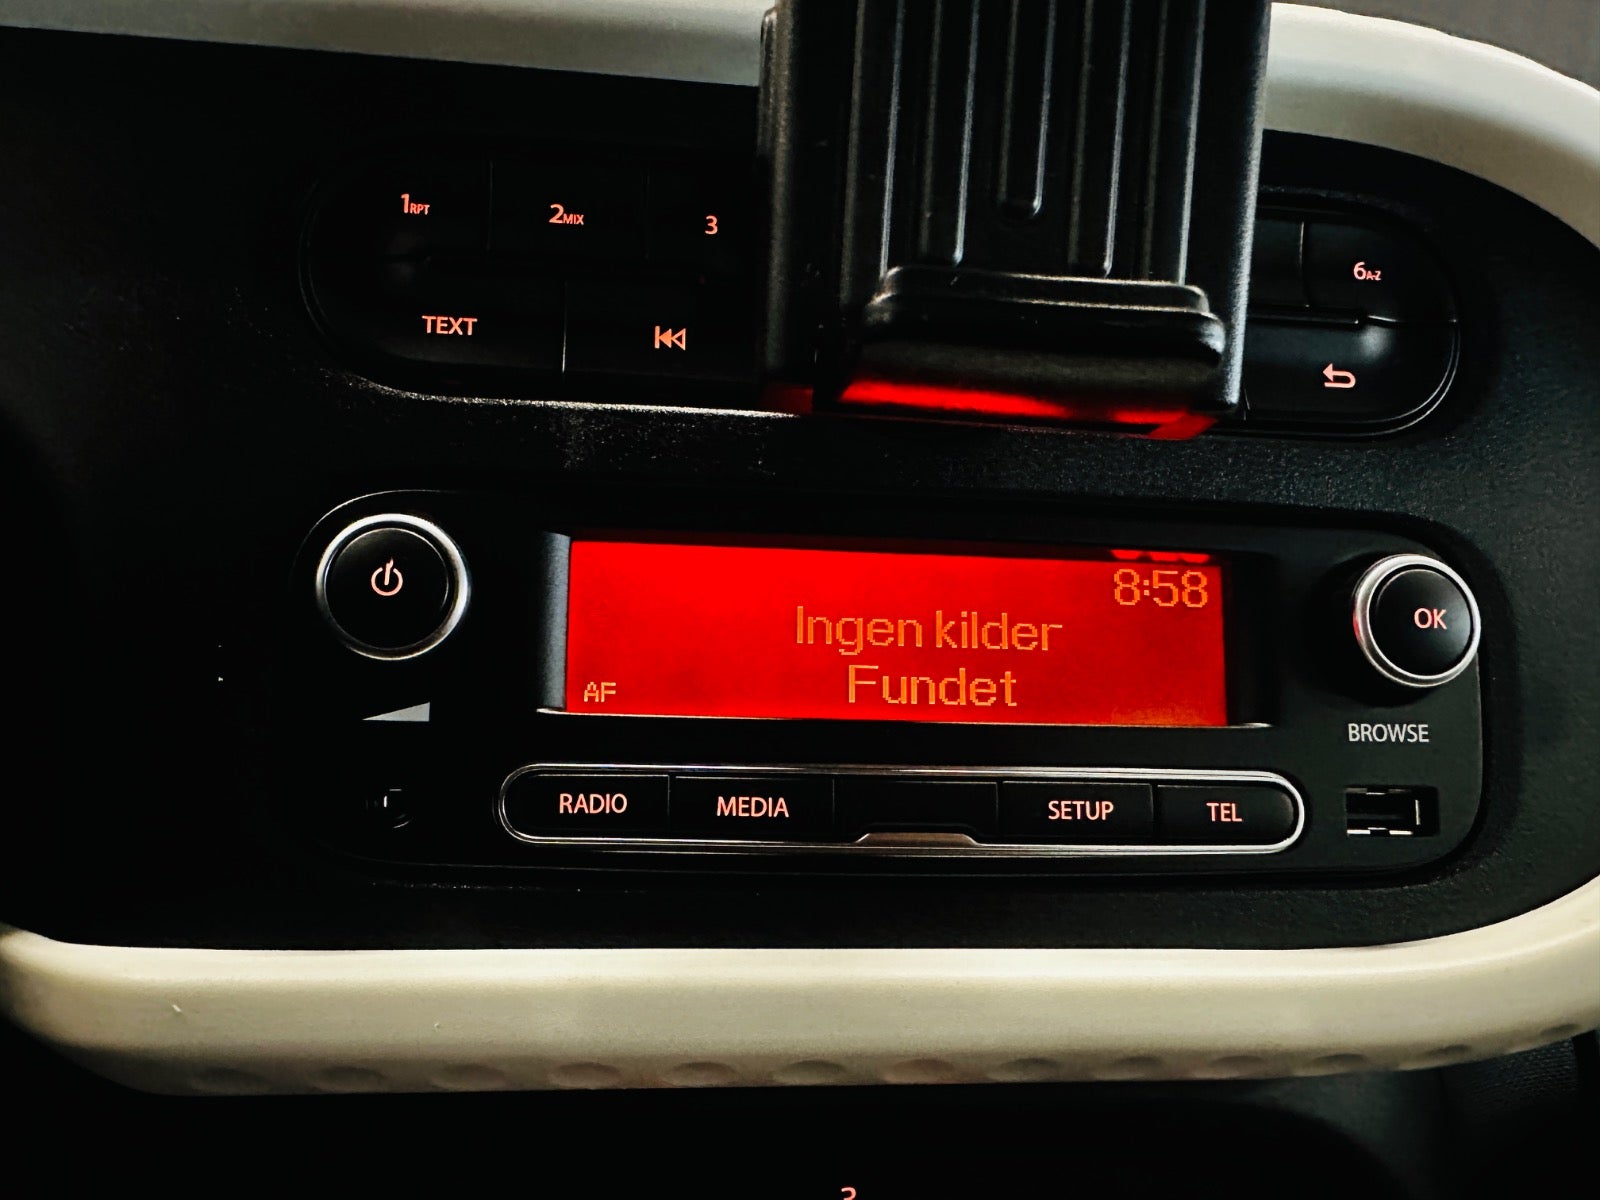 1RPT 2MIX 3 6A-Z
TEXT
8:58
Ingen kilder
Fundet
AF
OK
BROWSE
RADIO MEDIA SETUP TEL